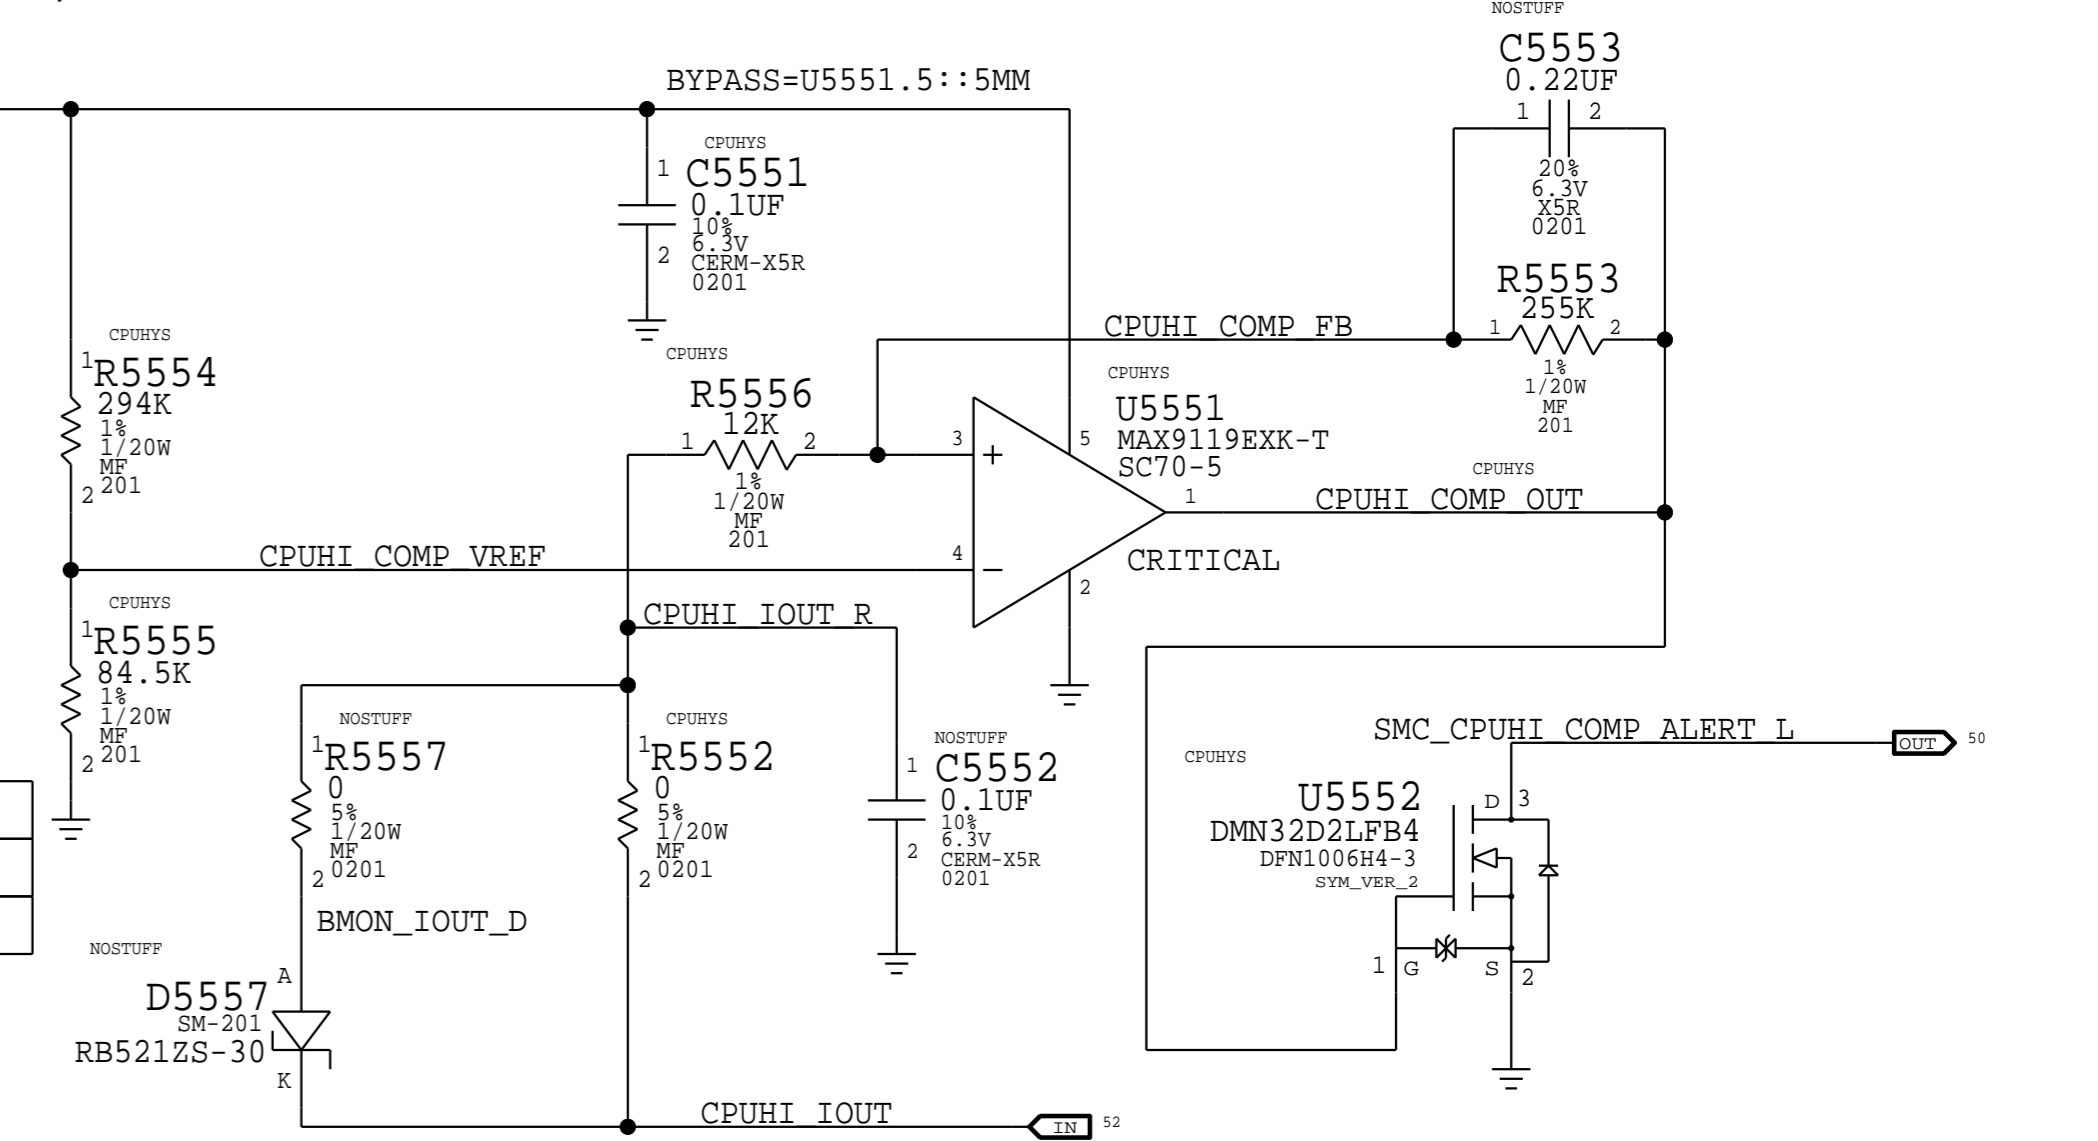 NOSTUFF
C5553
0.22UF
1
2
20%
6.3V
X5R
0201
BYPASS=U5551.5::5MM
CPUHYS
1
C5551
0.1UF
10%
6.3V
CERM-X5R
0201
2
R5553
255K
1
2
1%
1/20W
MF
201
CPUHI_COMP_FB
CPUHYS
1
R5554
294K
1%
1/20W
MF
201
2
CPUHYS
R5556
12K
1
2
1%
1/20W
MF
201
CPUHYS
U5551
MAX9119EXK-T
SC70-5
3
5
+
1
4
−
2
CRITICAL
CPUHYS
CPUHI_COMP_OUT
CPUHI_COMP_VREF
CPUHYS
1
R5555
84.5K
1%
1/20W
MF
201
2
CPUHI_IOUT_R
NOSTUFF
1
R5557
0
5%
1/20W
MF
0201
2
CPUHYS
1
R5552
0
5%
1/20W
MF
0201
2
NOSTUFF
1
C5552
0.1UF
10%
6.3V
CERM-X5R
0201
2
SMC_CPUHI_COMP_ALERT_L
OUT
50
CPUHYS
U5552
DMN32D2LFB4
DFN1006H4-3
SYM_VER_2
D
3
1
G
S
2
BMON_IOUT_D
NOSTUFF
A
D5557
SM-201
RB521ZS-30
K
CPUHI_IOUT
IN
52